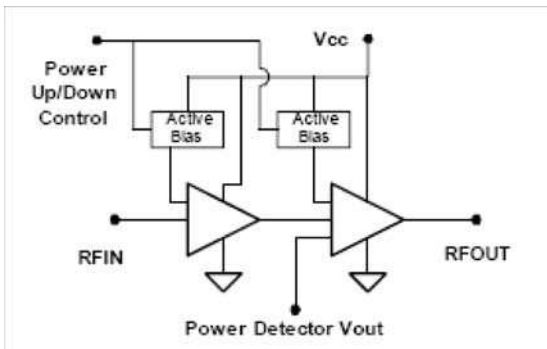 Vcc
Power
Up/Down
Control
Active
Bias
Active
Bias
RFIN
RFOUT
Power Detector Vout